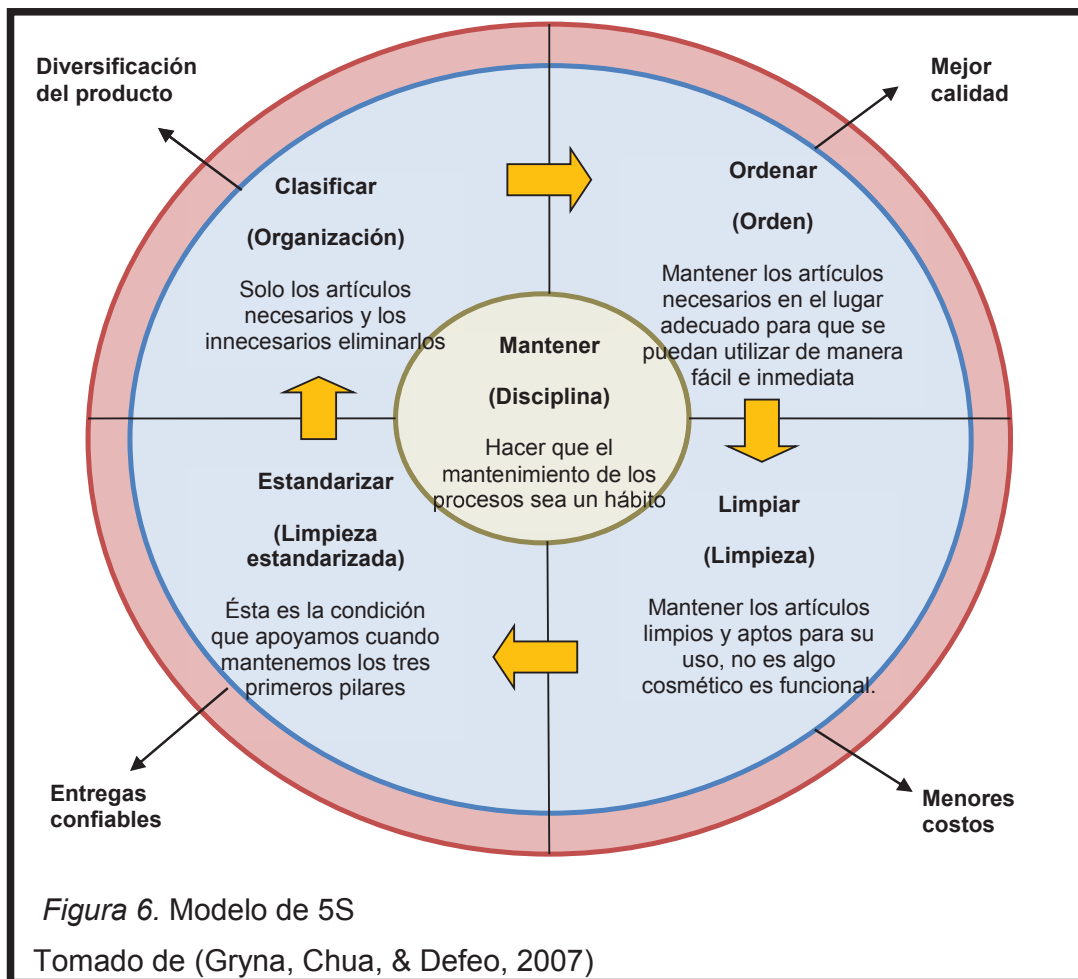 Diversificación
del producto
Mejor
calidad
Clasificar
(Organización)
Solo los artículos
necesarios y los
innecesarios eliminarlos
Ordenar
(Orden)
Mantener los artículos
necesarios en el lugar
adecuado para que se
puedan utilizar de manera
fácil e inmediata
Mantener
(Disciplina)
Hacer que el
mantenimiento de los
procesos sea un hábito
Estandarizar
(Limpieza
estandarizada)
Ésta es la condición
que apoyamos cuando
mantenemos los tres
primeros pilares
Limpiar
(Limpieza)
Mantener los artículos
limpios y aptos para su
uso, no es algo
cosmético es funcional.
Entregas
confiables
Menores
costos
Figura 6. Modelo de 5S
Tomado de (Gryna, Chua, & Defeo, 2007)